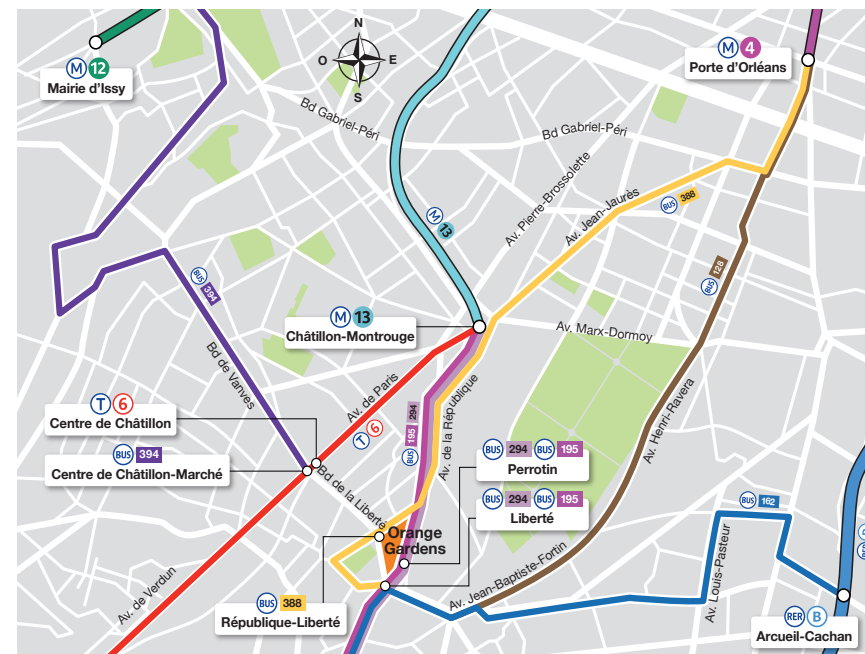 N
O E
S
M 12
Mairie d'Issy
M 4
Porte d'Orléans
Bd Gabriel-Péri
Bd Gabriel-Péri
Av. Pierre-Brossolette
Av. Jean-Jaurès
BUS 388
M 13
BUS 128
BUS 394
Bd de Vanves
M 13
Châtillon-Montrouge
Av. Marx-Dormoy
Av. de Paris
T 6
T 6
Centre de Châtillon
BUS 394
Centre de Châtillon-Marché
BUS 195 294
Av. de la République
Av. Henri-Ravera
BUS 294 BUS 195
Perrotin
BUS 294 BUS 195
Liberté
Bd de la Liberté
Orange
Gardens
BUS 162
Av. Louis-Pasteur
Av. Jean-Baptiste-Fortin
Av. de Verdun
BUS 388
République-Liberté
RER B
Arcueil-Cachan
RER